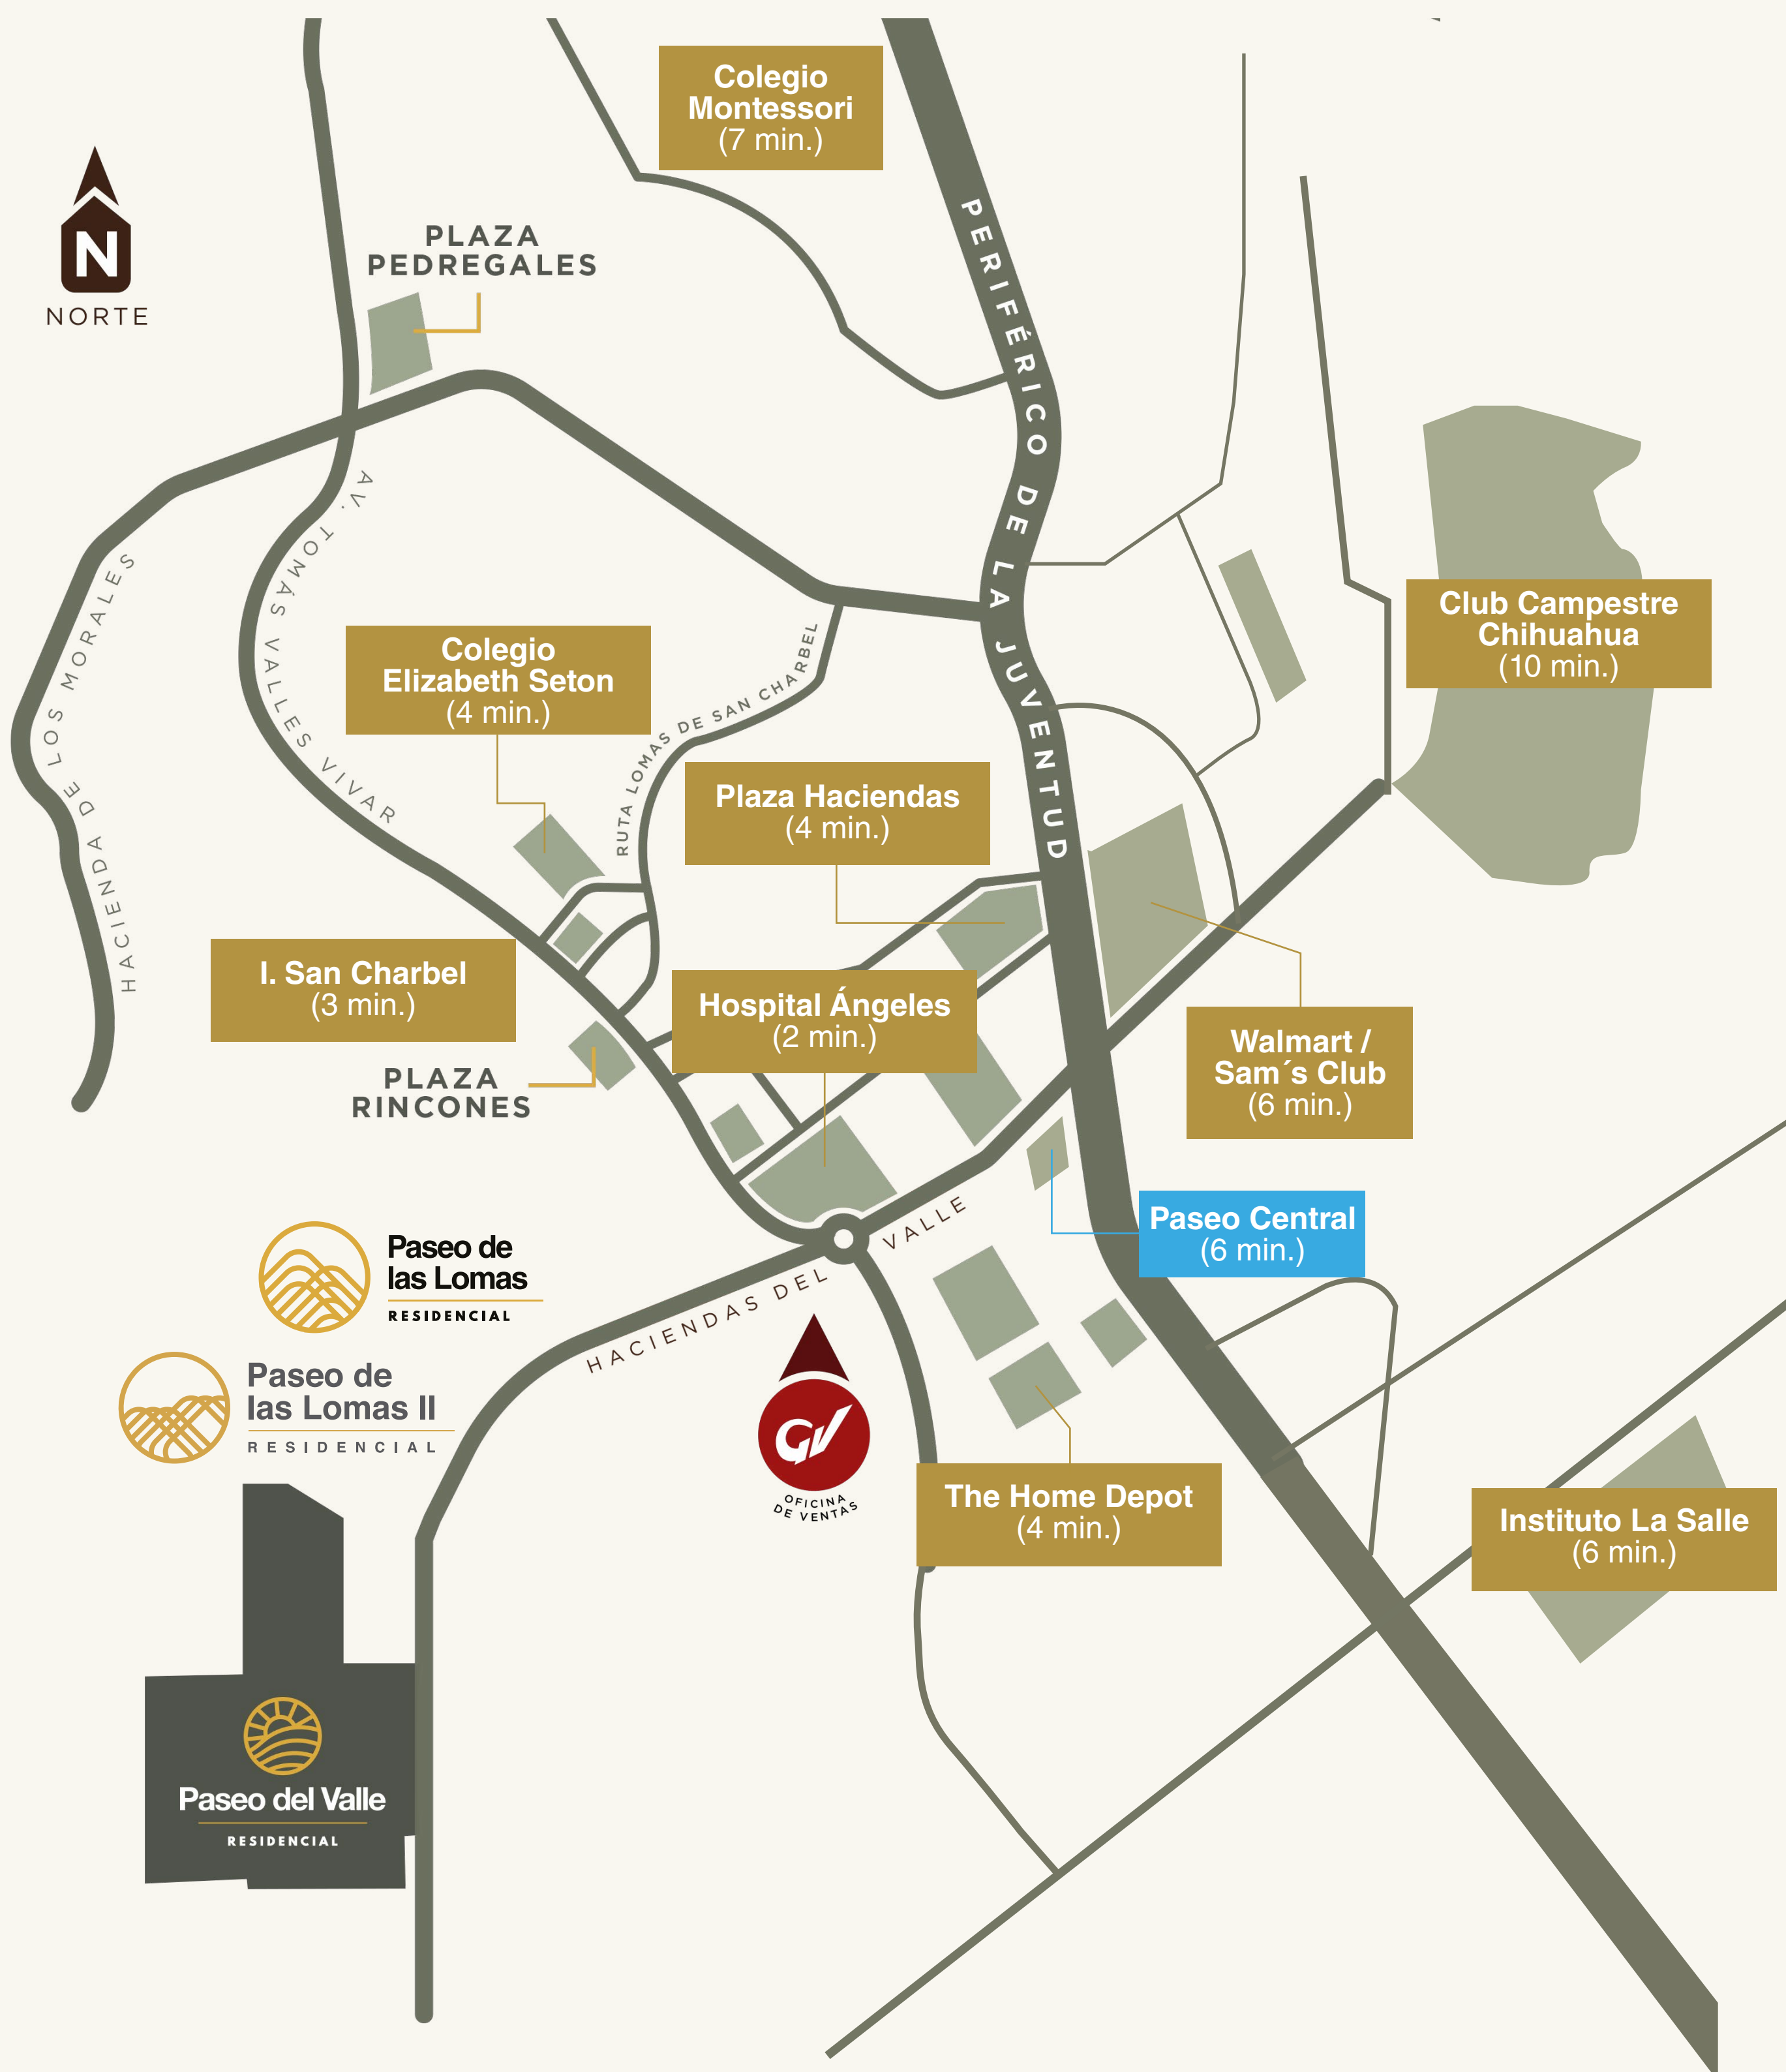 Colegio
Montessori
(7 min.)
N
NORTE
PLAZA
PEDREGALES
PERIFÉRICO DE LA JUVENTUD
AV. TOMÁS VALLES VIVAR
HACIENDA DE LOS MORALES
Club Campestre
Chihuahua
(10 min.)
Colegio
Elizabeth Seton
(4 min.)
RUTA LOMAS DE SAN CHARBEL
Plaza Haciendas
(4 min.)
I. San Charbel
(3 min.)
Hospital Ángeles
(2 min.)
Walmart /
Sam´s Club
(6 min.)
PLAZA
RINCONES
Paseo Central
(6 min.)
HACIENDAS DEL VALLE
Paseo de
las Lomas
RESIDENCIAL
Paseo de
las Lomas II
RESIDENCIAL
GV
OFICINA
DE VENTAS
The Home Depot
(4 min.)
Instituto La Salle
(6 min.)
Paseo del Valle
RESIDENCIAL